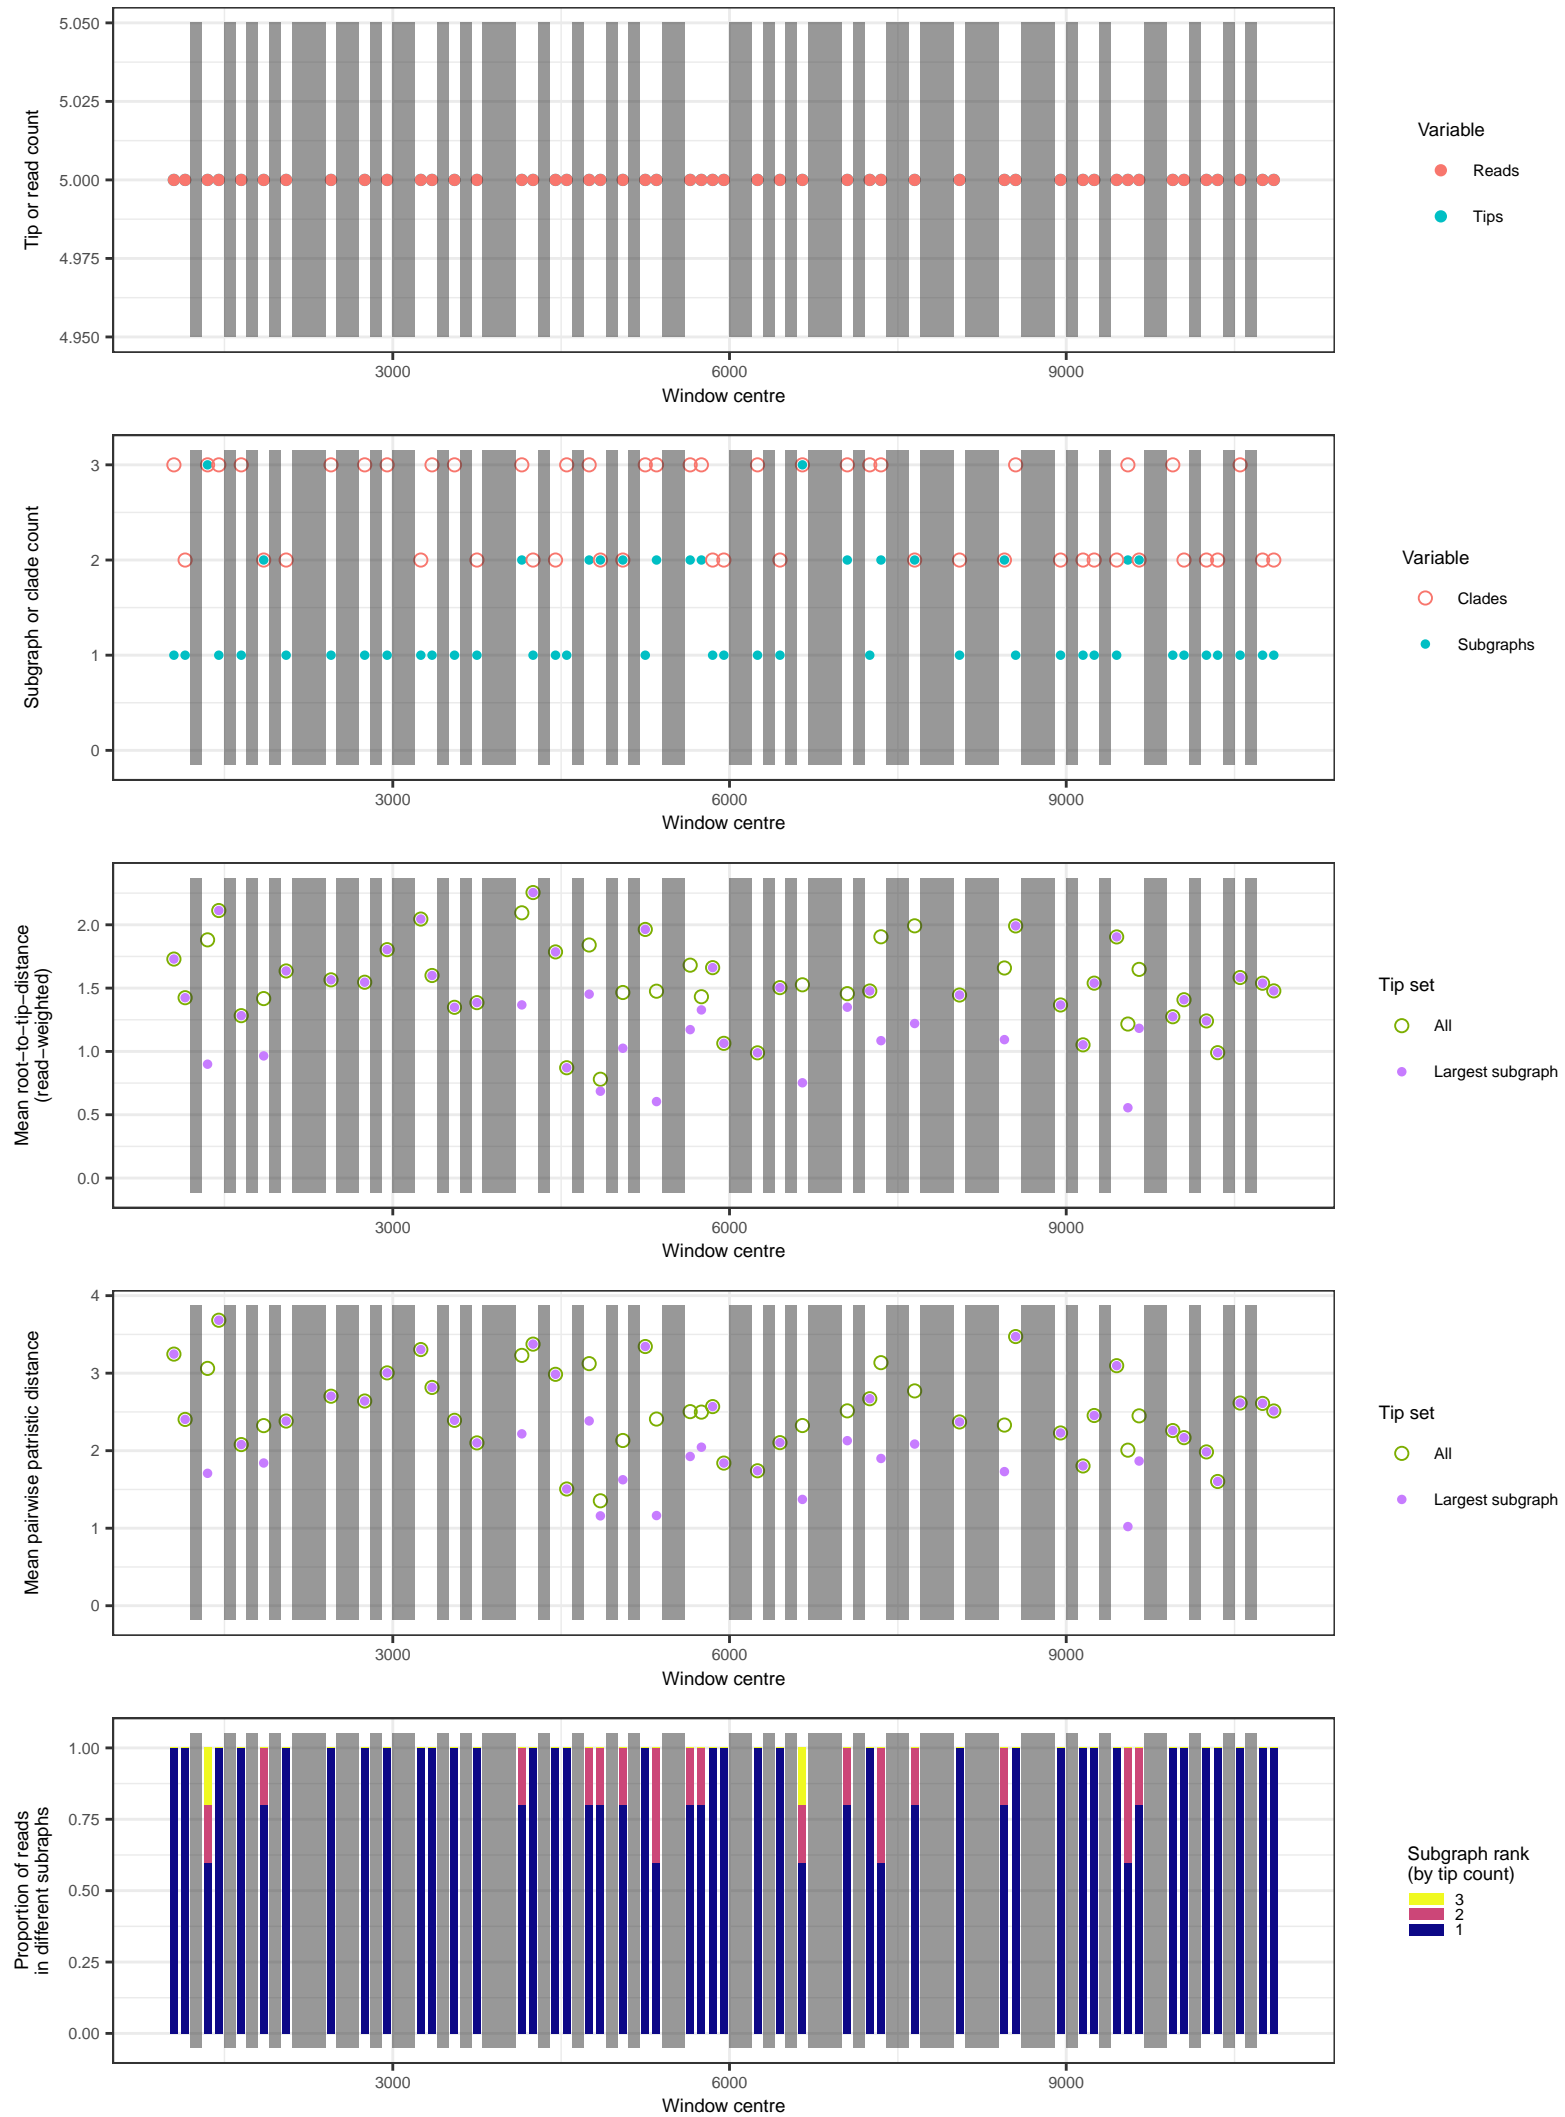 5.050
5.025
5.000
4.975
4.950
Tip or read count
3000 6000 9000
Window centre
Variable
Reads
Tips
3
2
1
0
Subgraph or clade count
3000 6000 9000
Window centre
Variable
Clades
Subgraphs
2.0
1.5
1.0
0.5
0.0
Mean root−to−tip−distance
(read−weighted)
3000 6000 9000
Window centre
Tip set
All
Largest subgraph
4
3
2
1
0
Mean pairwise patristic distance
3000 6000 9000
Window centre
Tip set
All
Largest subgraph
1.00
0.75
0.50
0.25
0.00
Proportion of reads
in different subraphs
3000 6000 9000
Window centre
Subgraph rank
(by tip count)
3
2
1